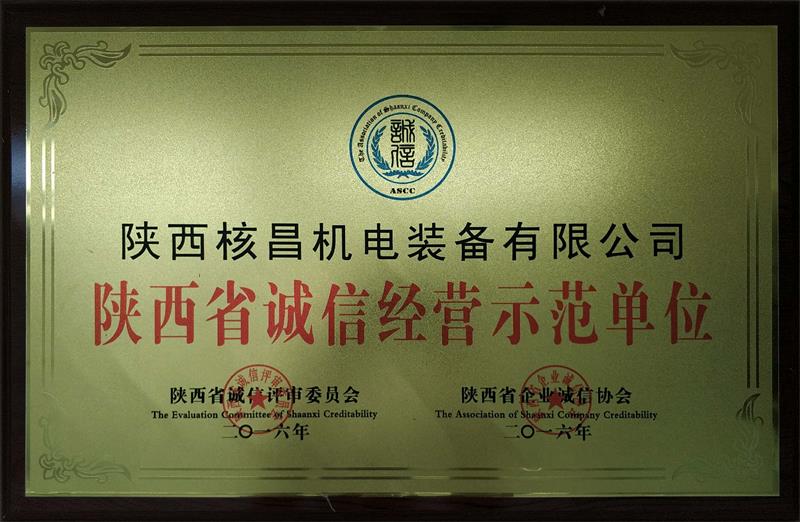 The Association of Shaanxi Company Creditability
誠信
ASCC
陕西核昌机电装备有限公司
陕西省诚信经营示范单位
陕西省诚信评审委员会
The Evaluation Committee of Shaanxi Creditability
二〇一六年
陕西省企业诚信协会
The Association of Shaanxi Company Creditability
二〇一六年